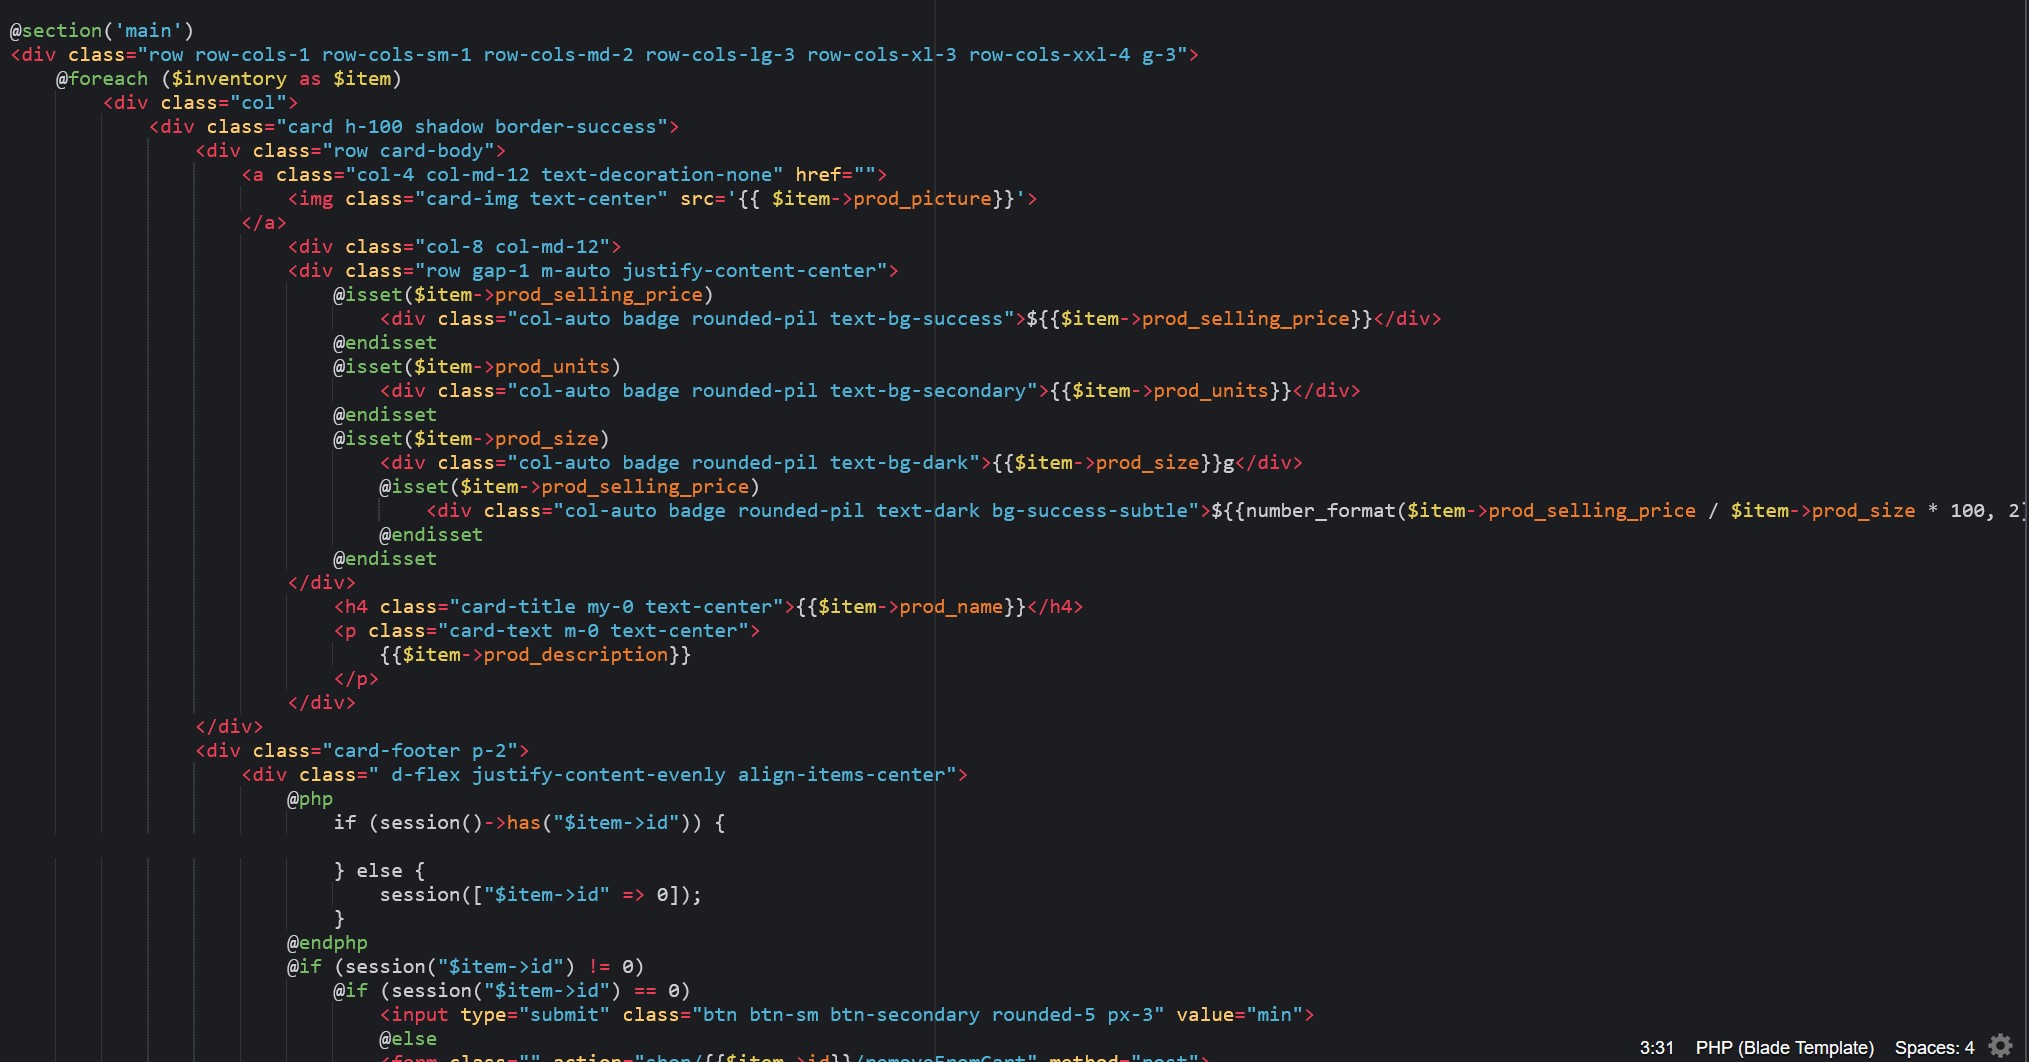 @section('main')
<div class="row row-cols-1 row-cols-sm-1 row-cols-md-2 row-cols-lg-3 row-cols-xl-3 row-cols-xxl-4 g-3">
    @foreach ($inventory as $item)
        <div class="col">
            <div class="card h-100 shadow border-success">
                <div class="row card-body">
                    <a class="col-4 col-md-12 text-decoration-none" href="">
                        <img class="card-img text-center" src='{{ $item->prod_picture}}'>
                    </a>
                        <div class="col-8 col-md-12">
                        <div class="row gap-1 m-auto justify-content-center">
                            @isset($item->prod_selling_price)
                                <div class="col-auto badge rounded-pil text-bg-success">${{$item->prod_selling_price}}</div>
                            @endisset
                            @isset($item->prod_units)
                                <div class="col-auto badge rounded-pil text-bg-secondary">{{$item->prod_units}}</div>
                            @endisset
                            @isset($item->prod_size)
                                <div class="col-auto badge rounded-pil text-bg-dark">{{$item->prod_size}}g</div>
                                @isset($item->prod_selling_price)
                                    <div class="col-auto badge rounded-pil text-dark bg-success-subtle">${{number_format($item->prod_selling_price / $item->prod_size * 100, 2)
                                @endisset
                            @endisset
                        </div>
                            <h4 class="card-title my-0 text-center">{{$item->prod_name}}</h4>
                            <p class="card-text m-0 text-center">
                                {{$item->prod_description}}
                            </p>
                        </div>
                </div>
                <div class="card-footer p-2">
                    <div class=" d-flex justify-content-evenly align-items-center">
                        @php
                            if (session()->has("$item->id")) {

                            } else {
                                session(["$item->id" => 0]);
                            }
                        @endphp
                        @if (session("$item->id") != 0)
                            @if (session("$item->id") == 0)
                                <input type="submit" class="btn btn-sm btn-secondary rounded-5 px-3" value="min">
                                @else
                                <form class="" action="shop/{{$item->id}}/removeFromCart" method="post">
3:31 PHP (Blade Template) Spaces: 4